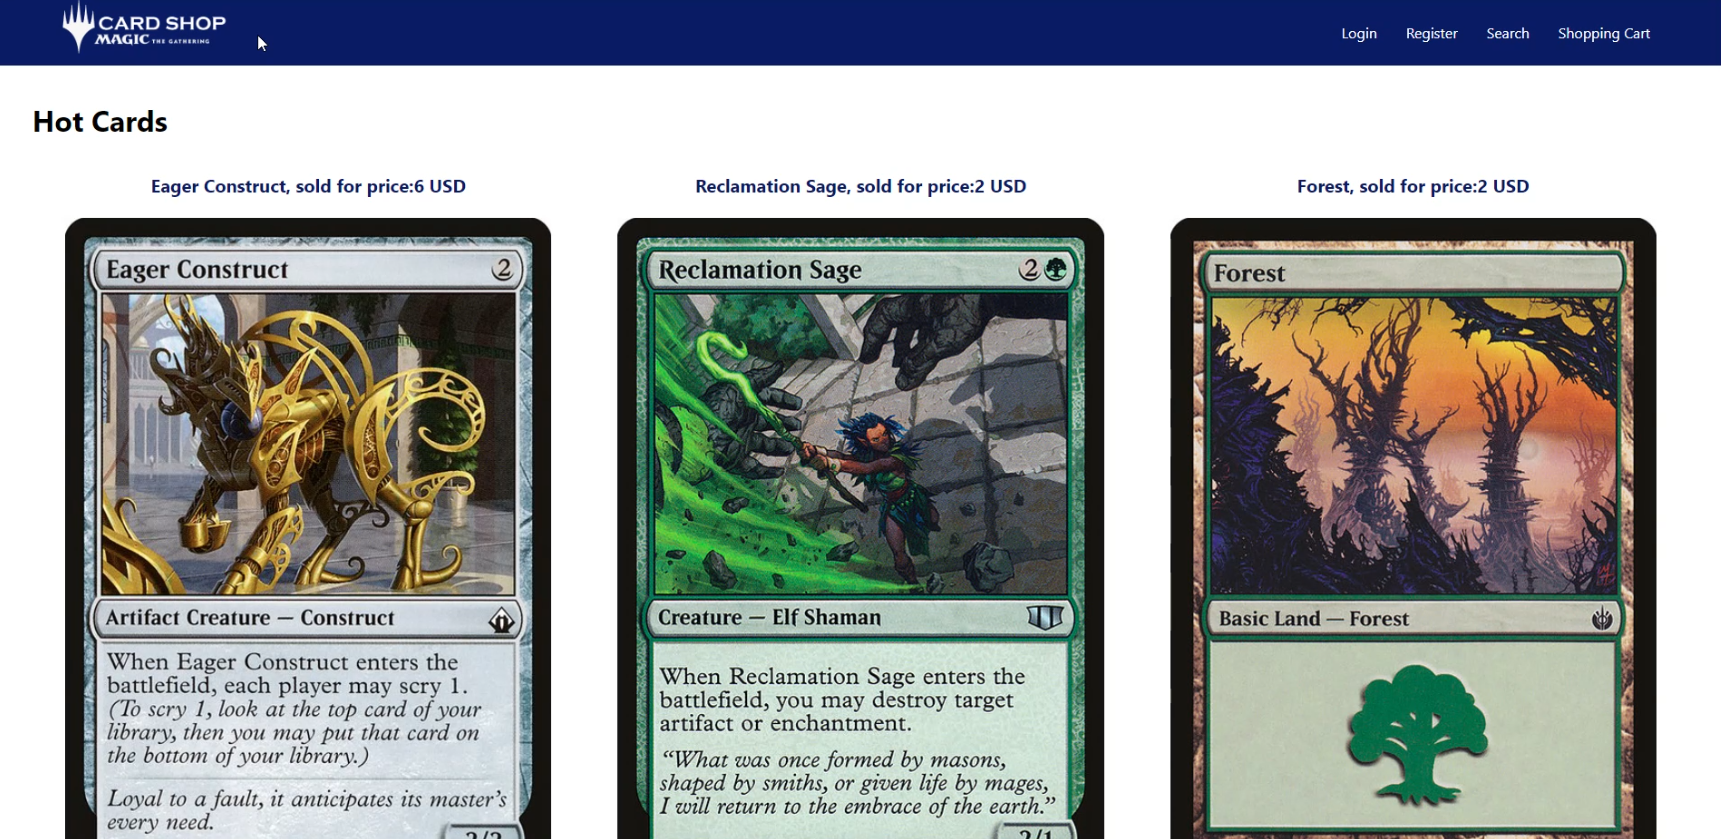 CARD SHOP
MAGIC THE GATHERING
Login Register Search Shopping Cart
Hot Cards
Eager Construct, sold for price:6 USD
Eager Construct 2
Artifact Creature — Construct
When Eager Construct enters the
battlefield, each player may scry 1.
(To scry 1, look at the top card of your
library, then you may put that card on
the bottom of your library.)
Loyal to a fault, it anticipates its master's
every need.
2/2
Reclamation Sage, sold for price:2 USD
Reclamation Sage 2
Creature — Elf Shaman
When Reclamation Sage enters the
battlefield, you may destroy target
artifact or enchantment.
“What was once formed by masons,
shaped by smiths, or given life by mages,
I will return to the embrace of the earth.”
2/1
Forest, sold for price:2 USD
Forest
Basic Land — Forest